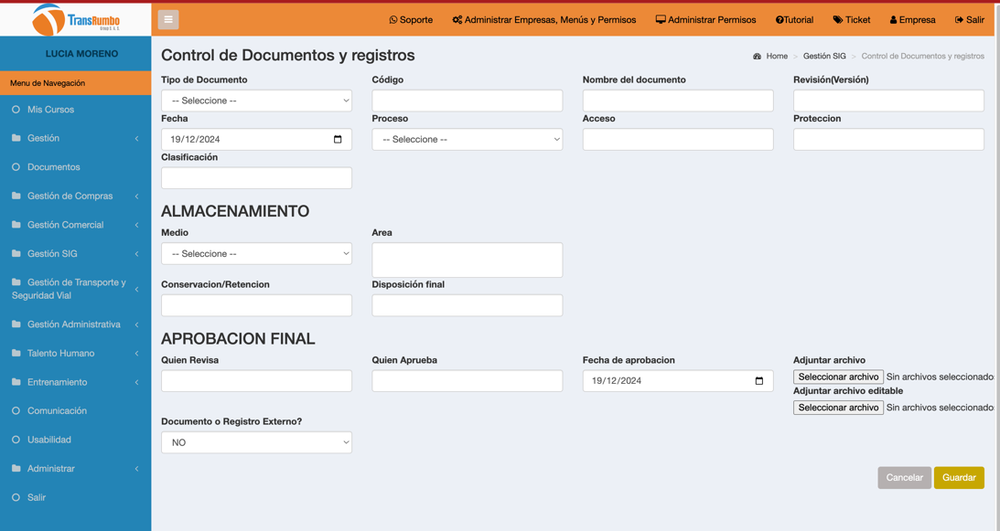 TransRumbo
Grupo S. A. S.
Soporte
Administrar Empresas, Menús y Permisos
Administrar Permisos
Tutorial
Ticket
Empresa
Salir
LUCIA MORENO
Menu de Navegación
Mis Cursos
Gestión
Documentos
Gestión de Compras
Gestión Comercial
Gestión SIG
Gestión de Transporte y
Seguridad Vial
Gestión Administrativa
Talento Humano
Entrenamiento
Comunicación
Usabilidad
Administrar
Salir
Control de Documentos y registros
Home > Gestión SIG > Control de Documentos y registros
Tipo de Documento
-- Seleccione --
Código
Nombre del documento
Revisión(Versión)
Fecha
19/12/2024
Proceso
-- Seleccione --
Acceso
Proteccion
Clasificación
ALMACENAMIENTO
Medio
-- Seleccione --
Area
Conservacion/Retencion
Disposición final
APROBACION FINAL
Quien Revisa
Quien Aprueba
Fecha de aprobacion
19/12/2024
Adjuntar archivo
Seleccionar archivo Sin archivos seleccionados
Adjuntar archivo editable
Seleccionar archivo Sin archivos seleccionados
Documento o Registro Externo?
NO
Cancelar
Guardar